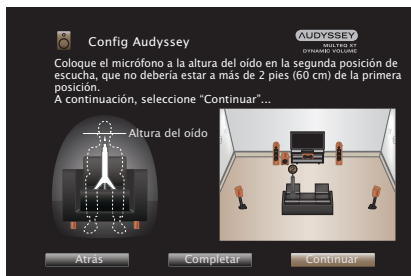 Config Audyssey
AUDYSSEY
MULTEQ XT
DYNAMIC VOLUME
Coloque el micrófono a la altura del oído en la segunda posición de
escucha, que no debería estar a más de 2 pies (60 cm) de la primera
posición.
A continuación, seleccione “Continuar”...
Altura del oído
Atrás
Completar
Continuar